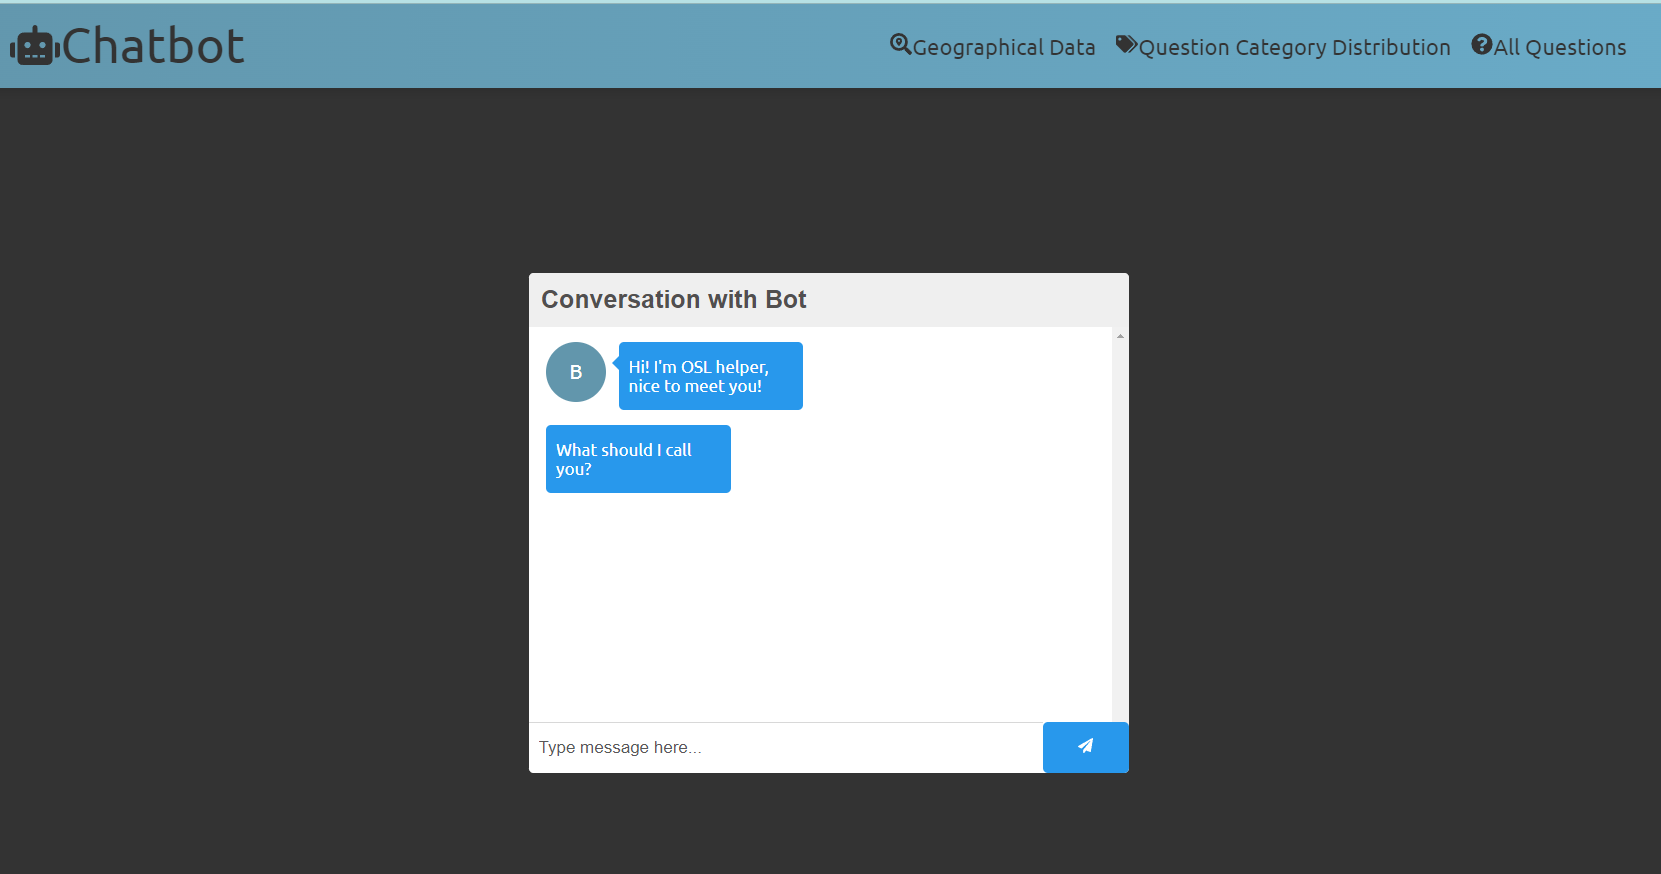 Chatbot
Geographical Data
Question Category Distribution
All Questions
Conversation with Bot
B
Hi! I'm OSL helper,
nice to meet you!
What should I call
you?
Type message here...